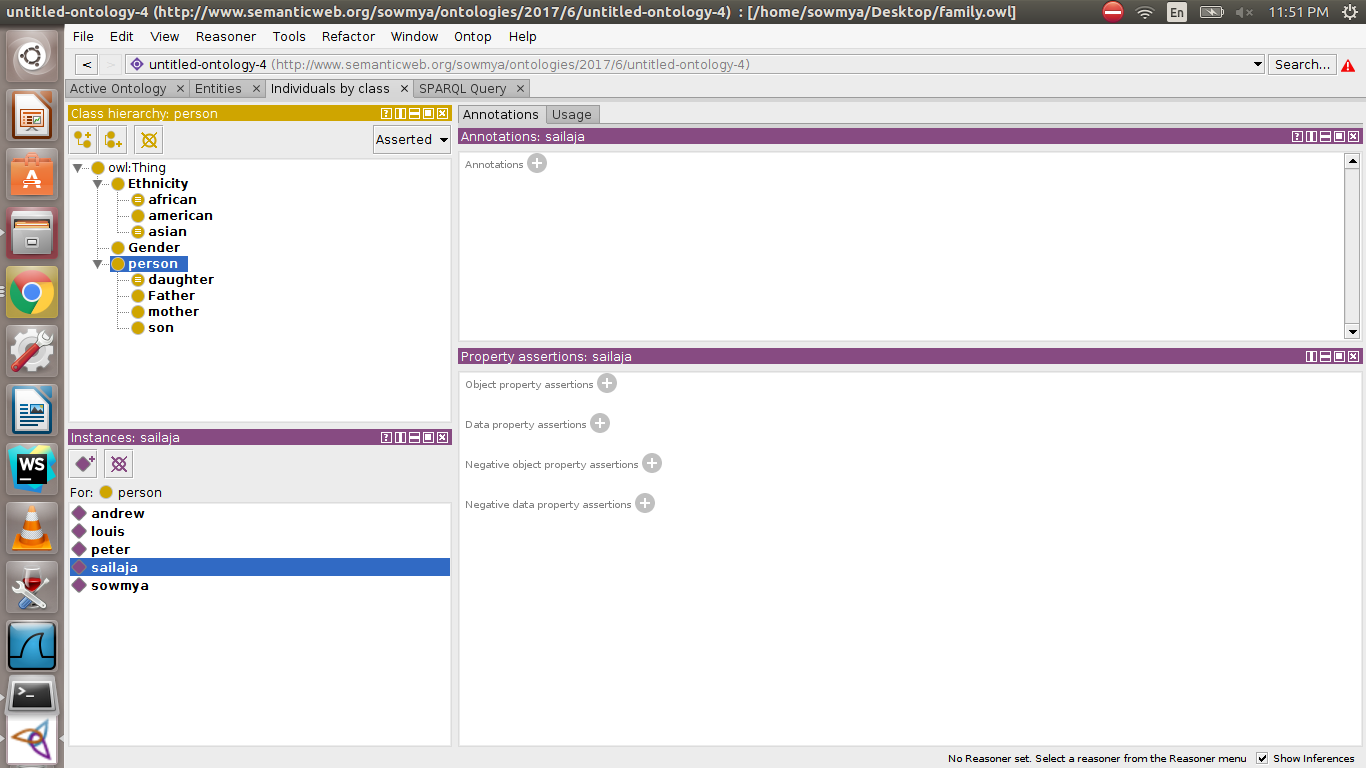 untitled-ontology-4 (http://www.semanticweb.org/sowmya/ontologies/2017/6/untitled-ontology-4) : [/home/sowmya/Desktop/family.owl]
En
11:51 PM
File Edit View Reasoner Tools Refactor Window Ontop Help
< > untitled-ontology-4 (http://www.semanticweb.org/sowmya/ontologies/2017/6/untitled-ontology-4) Search...
Active Ontology × Entities × Individuals by class × SPARQL Query ×
Class hierarchy: person
Asserted
owl:Thing
Ethnicity
african
american
asian
Gender
person
daughter
Father
mother
son
Instances: sailaja
For: person
andrew
louis
peter
sailaja
sowmya
Annotations Usage
Annotations: sailaja
Annotations +
Property assertions: sailaja
Object property assertions +
Data property assertions +
Negative object property assertions +
Negative data property assertions +
No Reasoner set. Select a reasoner from the Reasoner menu Show Inferences
WS